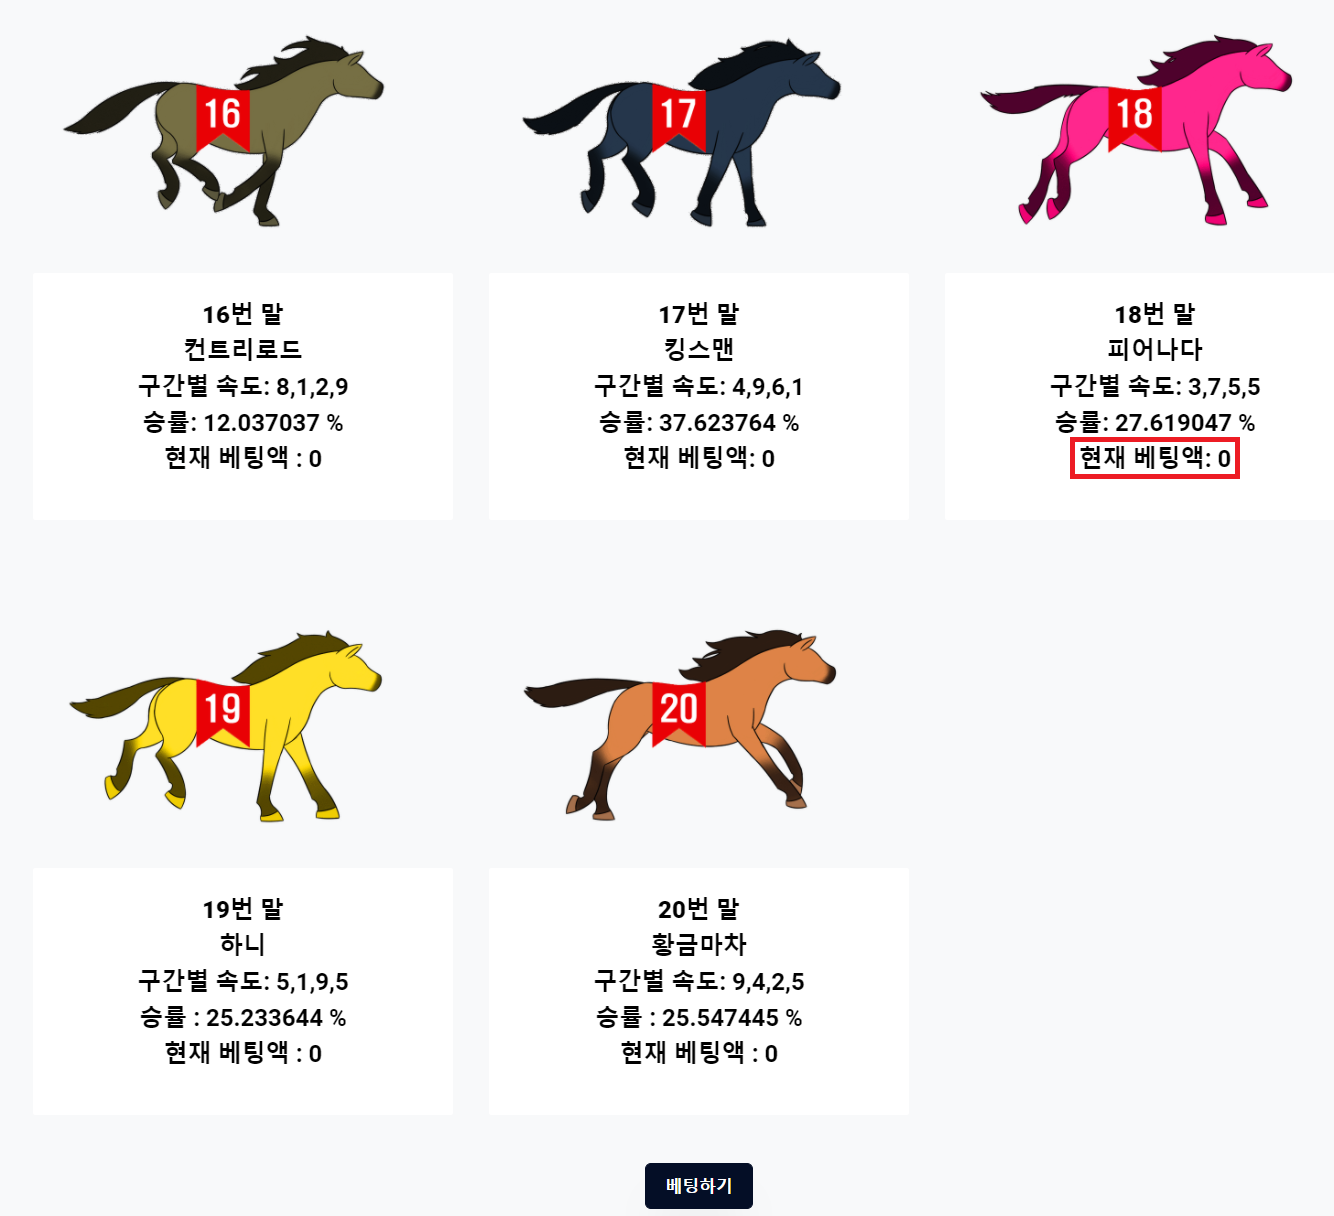 16
17
18
16번 말
컨트리로드
구간별 속도: 8,1,2,9
승률: 12.037037 %
현재 베팅액 : 0
17번 말
킹스맨
구간별 속도: 4,9,6,1
승률: 37.623764 %
현재 베팅액: 0
18번 말
피어나다
구간별 속도: 3,7,5,5
승률: 27.619047 %
현재 베팅액: 0
19
20
19번 말
하니
구간별 속도: 5,1,9,5
승률 : 25.233644 %
현재 베팅액 : 0
20번 말
황금마차
구간별 속도: 9,4,2,5
승률 : 25.547445 %
현재 베팅액 : 0
베팅하기